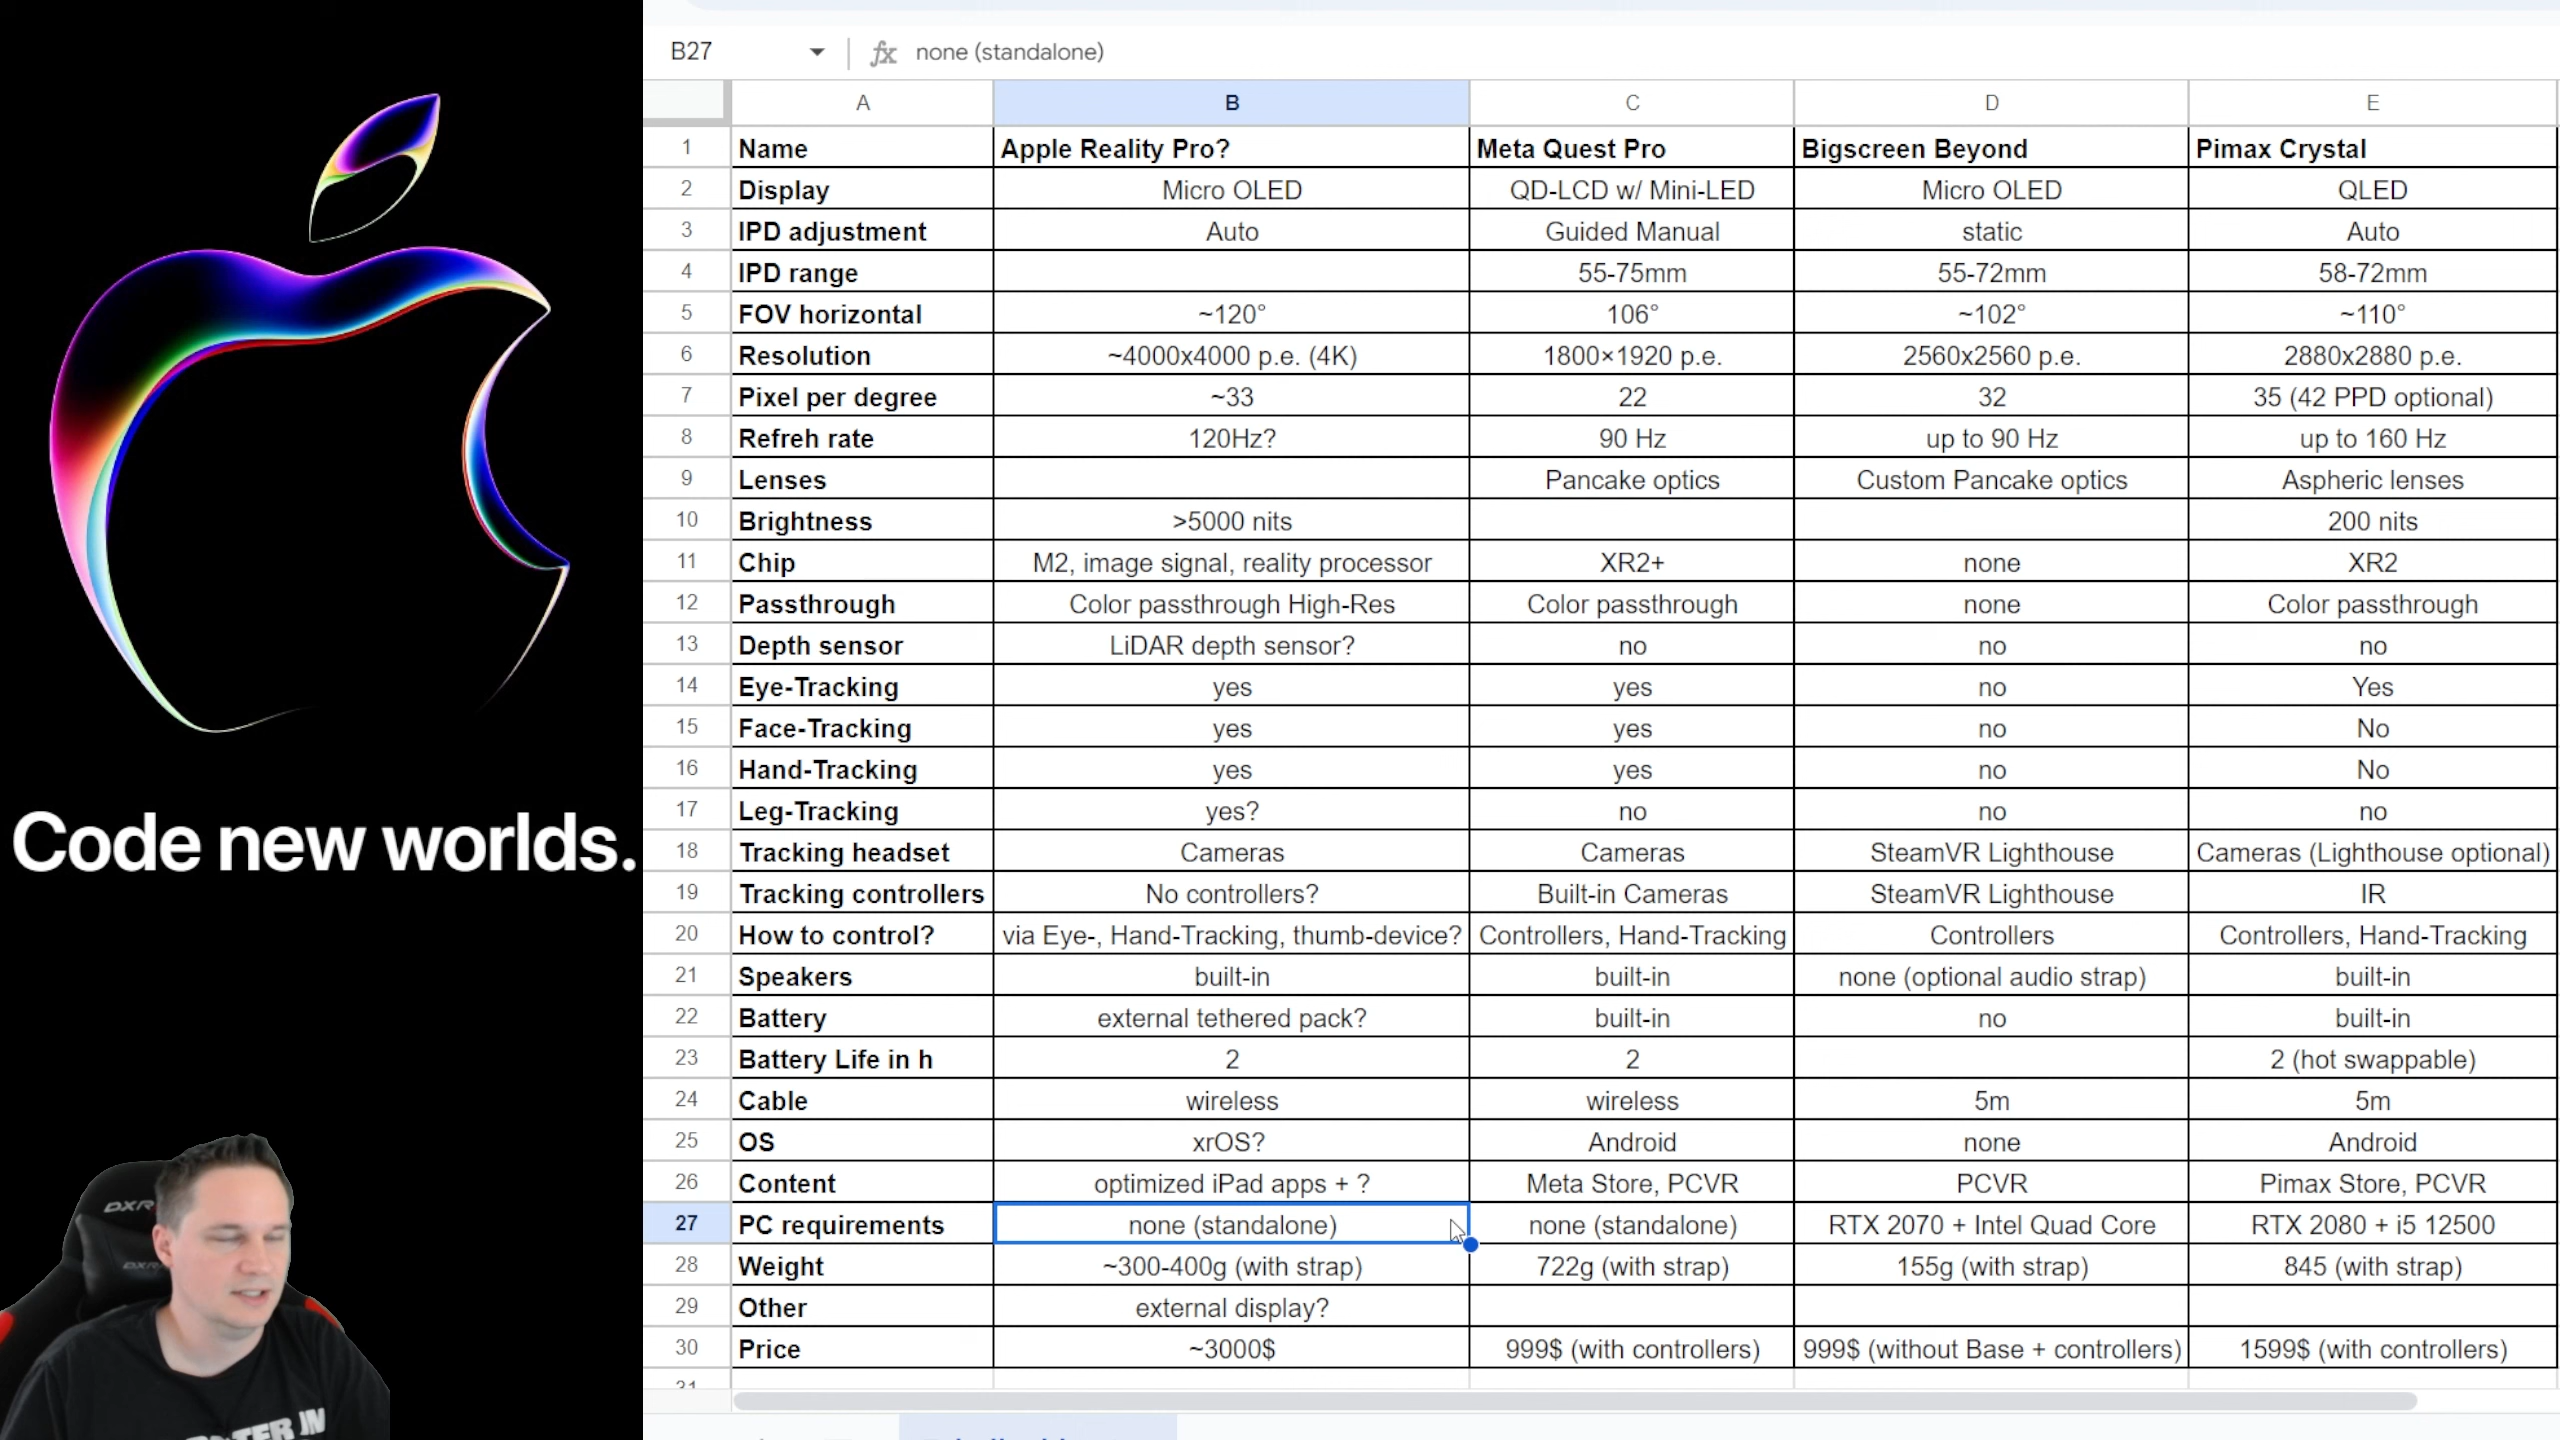 Code new worlds.
DXR
DXR
TER IN
B27 fx none (standalone)
A B C D E
1 Name Apple Reality Pro? Meta Quest Pro Bigscreen Beyond Pimax Crystal
2 Display Micro OLED QD-LCD w/ Mini-LED Micro OLED QLED
3 IPD adjustment Auto Guided Manual static Auto
4 IPD range 55-75mm 55-72mm 58-72mm
5 FOV horizontal ~120° 106° ~102° ~110°
6 Resolution ~4000x4000 p.e. (4K) 1800×1920 p.e. 2560x2560 p.e. 2880x2880 p.e.
7 Pixel per degree ~33 22 32 35 (42 PPD optional)
8 Refreh rate 120Hz? 90 Hz up to 90 Hz up to 160 Hz
9 Lenses Pancake optics Custom Pancake optics Aspheric lenses
10 Brightness >5000 nits 200 nits
11 Chip M2, image signal, reality processor XR2+ none XR2
12 Passthrough Color passthrough High-Res Color passthrough none Color passthrough
13 Depth sensor LiDAR depth sensor? no no no
14 Eye-Tracking yes yes no Yes
15 Face-Tracking yes yes no No
16 Hand-Tracking yes yes no No
17 Leg-Tracking yes? no no no
18 Tracking headset Cameras Cameras SteamVR Lighthouse Cameras (Lighthouse optional)
19 Tracking controllers No controllers? Built-in Cameras SteamVR Lighthouse IR
20 How to control? via Eye-, Hand-Tracking, thumb-device? Controllers, Hand-Tracking Controllers Controllers, Hand-Tracking
21 Speakers built-in built-in none (optional audio strap) built-in
22 Battery external tethered pack? built-in no built-in
23 Battery Life in h 2 2 2 (hot swappable)
24 Cable wireless wireless 5m 5m
25 OS xrOS? Android none Android
26 Content optimized iPad apps + ? Meta Store, PCVR PCVR Pimax Store, PCVR
27 PC requirements none (standalone) none (standalone) RTX 2070 + Intel Quad Core RTX 2080 + i5 12500
28 Weight ~300-400g (with strap) 722g (with strap) 155g (with strap) 845 (with strap)
29 Other external display?
30 Price ~3000$ 999$ (with controllers) 999$ (without Base + controllers) 1599$ (with controllers)
31